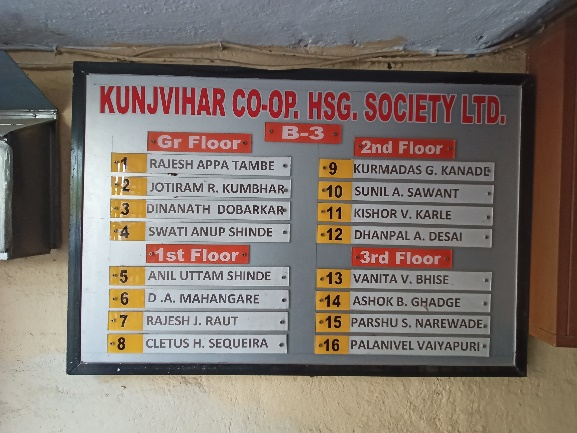 KUNJVIHAR CO-OP. HSG. SOCIETY LTD.
B-3
Gr Floor
1 RAJESH APPA TAMBE
2 JOTIRAM R. KUMBHAR
3 DINANATH DOBARKAR
4 SWATI ANUP SHINDE
1st Floor
5 ANIL UTTAM SHINDE
6 D .A. MAHANGARE
7 RAJESH J. RAUT
8 CLETUS H. SEQUEIRA
2nd Floor
9 KURMADAS G. KANADE
10 SUNIL A. SAWANT
11 KISHOR V. KARLE
12 DHANPAL A. DESAI
3rd Floor
13 VANITA V. BHISE
14 ASHOK B. GHADGE
15 PARSHU S. NAREWADE
16 PALANIVEL VAIYAPURI